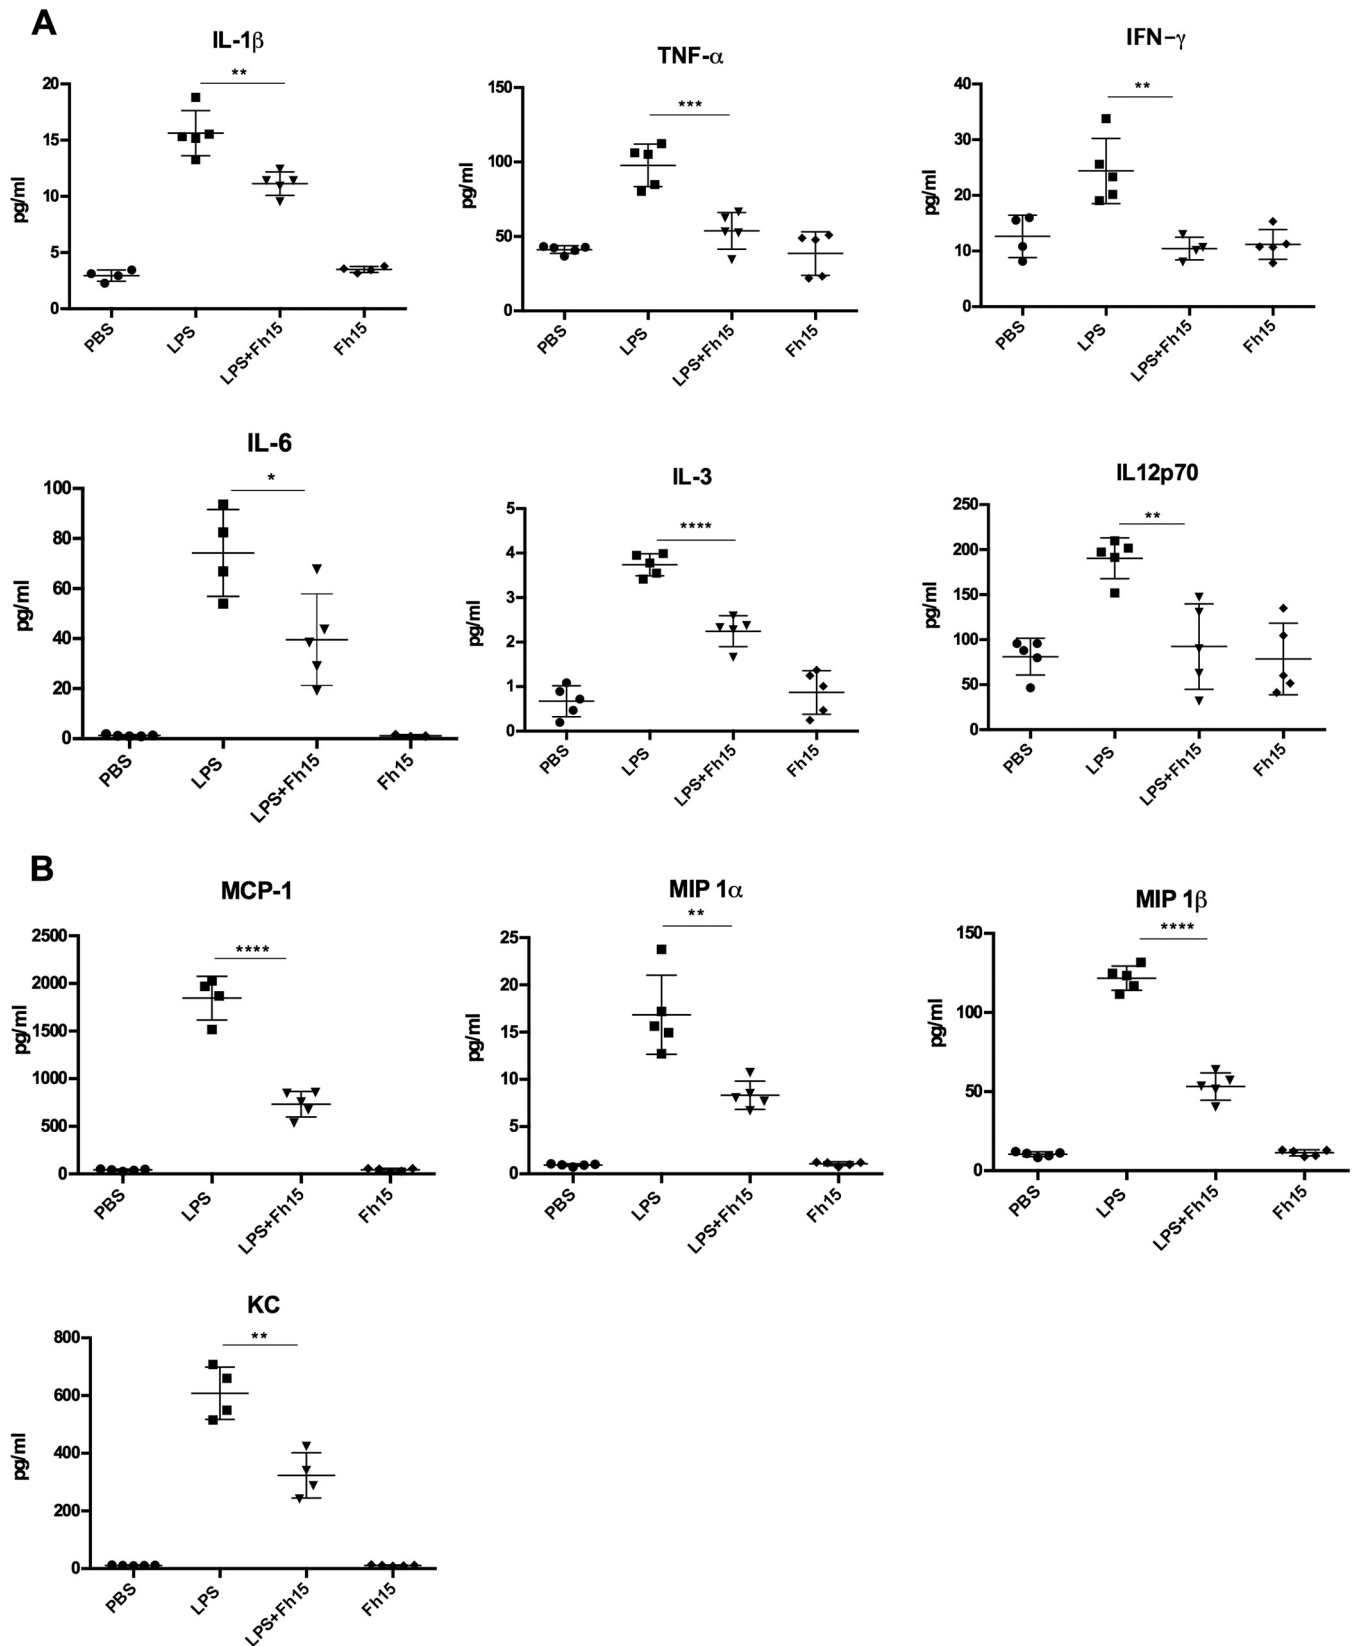 A
IL-1β
**
20
15
10
5
0
pg/ml
PBS
LPS
LPS+Fh15
Fh15
TNF-α
***
150
100
50
0
pg/ml
PBS
LPS
LPS+Fh15
Fh15
IFN-γ
**
40
30
20
10
0
pg/ml
PBS
LPS
LPS+Fh15
Fh15
IL-6
*
100
80
60
40
20
0
pg/ml
PBS
LPS
LPS+Fh15
Fh15
IL-3
****
5
4
3
2
1
0
pg/ml
PBS
LPS
LPS+Fh15
Fh15
IL12p70
**
250
200
150
100
50
0
pg/ml
PBS
LPS
LPS+Fh15
Fh15
B
MCP-1
****
2500
2000
1500
1000
500
0
pg/ml
PBS
LPS
LPS+Fh15
Fh15
MIP 1α
**
25
20
15
10
5
0
pg/ml
PBS
LPS
LPS+Fh15
Fh15
MIP 1β
****
150
100
50
0
pg/ml
PBS
LPS
LPS+Fh15
Fh15
KC
**
800
600
400
200
0
pg/ml
PBS
LPS
LPS+Fh15
Fh15